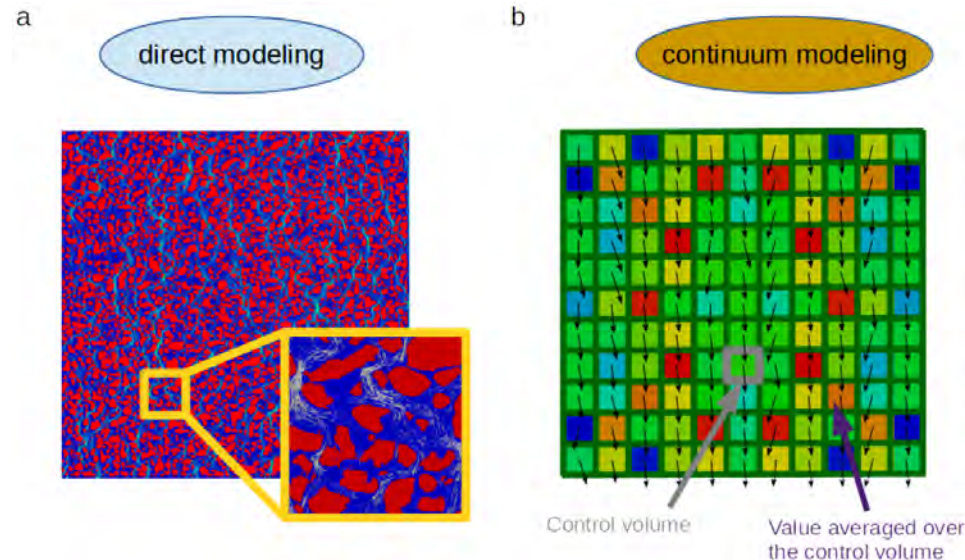 a
direct modeling
b
continuum modeling
Control volume
Value averaged over
the control volume